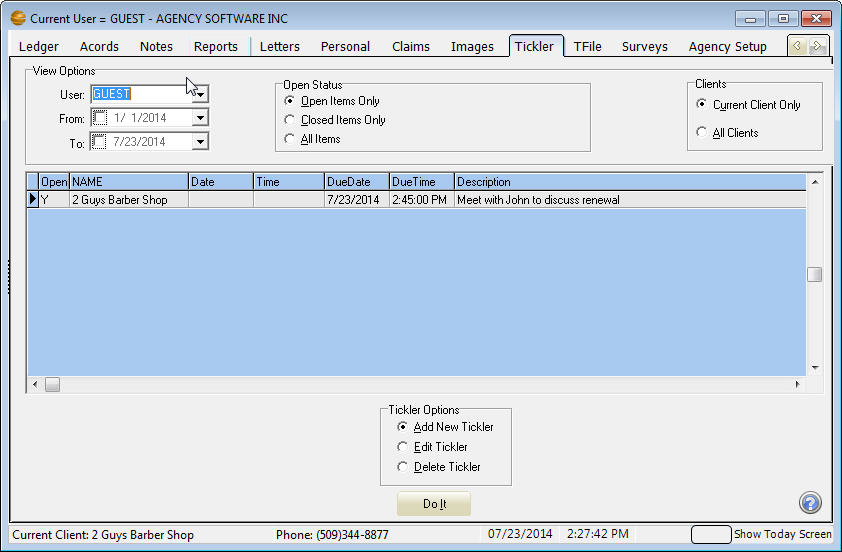 Current User = GUEST - AGENCY SOFTWARE INC
Ledger Acords Notes Reports Letters Personal Claims Images Tickler TFile Surveys Agency Setup
View Options
User: GUEST
From: 1/ 1/2014
To: 7/23/2014
Open Status
Open Items Only
Closed Items Only
All Items
Clients
Current Client Only
All Clients
Open NAME Date Time DueDate DueTime Description
Y 2 Guys Barber Shop 7/23/2014 2:45:00 PM Meet with John to discuss renewal
Tickler Options
Add New Tickler
Edit Tickler
Delete Tickler
Do It
?
Current Client: 2 Guys Barber Shop Phone: (509)344-8877 07/23/2014 2:27:42 PM Show Today Screen